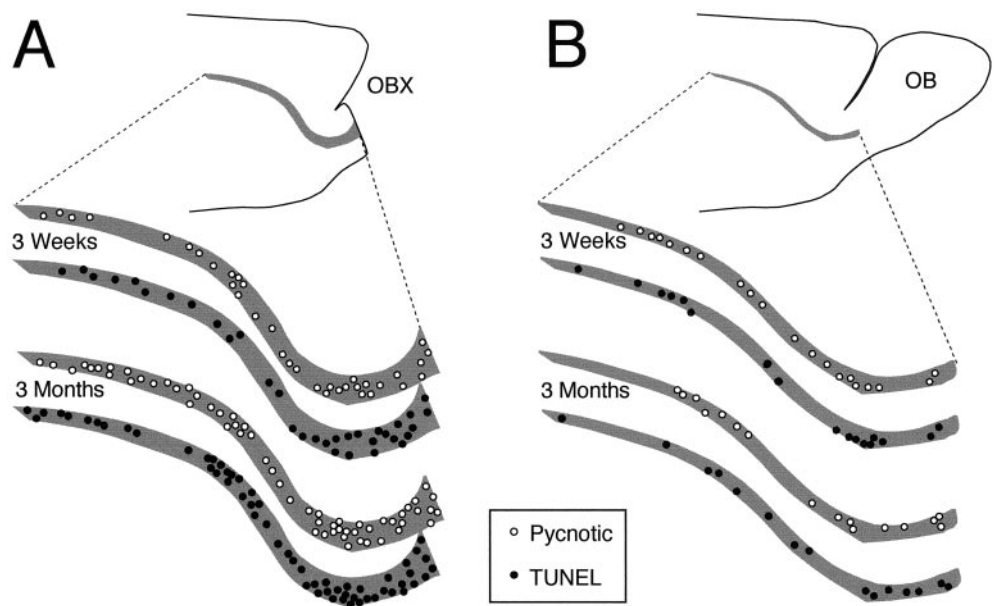 A
OBX
3 Weeks
3 Months
B
OB
3 Weeks
3 Months
Pycnotic
TUNEL